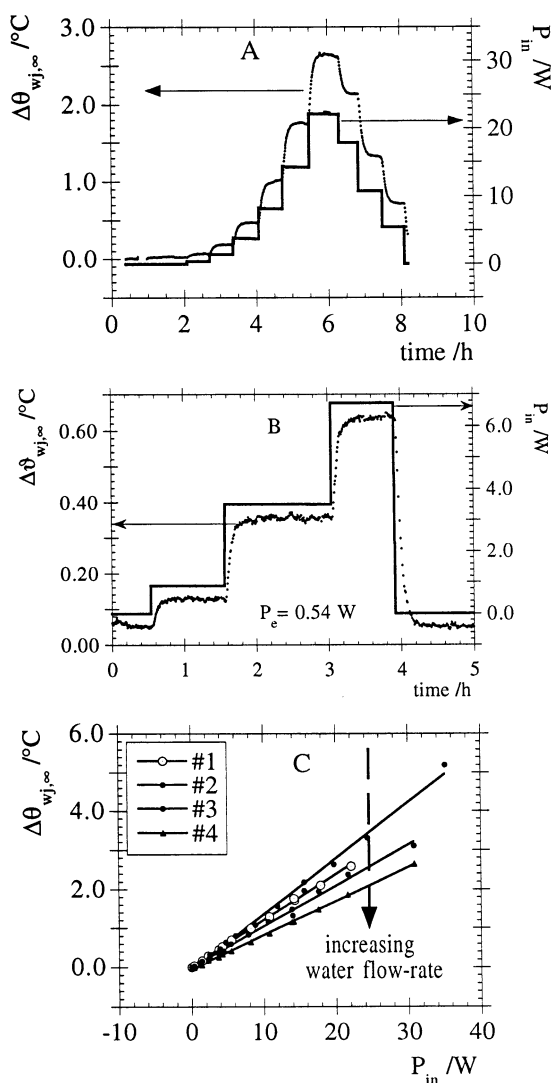 A
Δθwj,∞ /°C
Pin /W
3.0
2.0
1.0
0.0
30
20
10
0
0 2 4 6 8 10
time /h
B
Δϑwj,∞ /°C
Pin /W
0.60
0.40
0.20
0.00
6.0
4.0
2.0
0.0
Pe = 0.54 W
0 1 2 3 4 5
time /h
C
Δθwj,∞ /°C
6.0
4.0
2.0
0.0
#1
#2
#3
#4
increasing
water flow-rate
-10 0 10 20 30 40
Pin /W